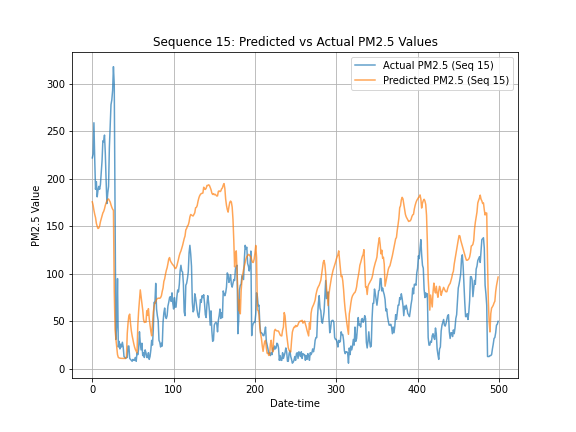 Sequence 15: Predicted vs Actual PM2.5 Values
Actual PM2.5 (Seq 15)
Predicted PM2.5 (Seq 15)
300
250
200
150
100
50
0
PM2.5 Value
0 100 200 300 400 500
Date-time